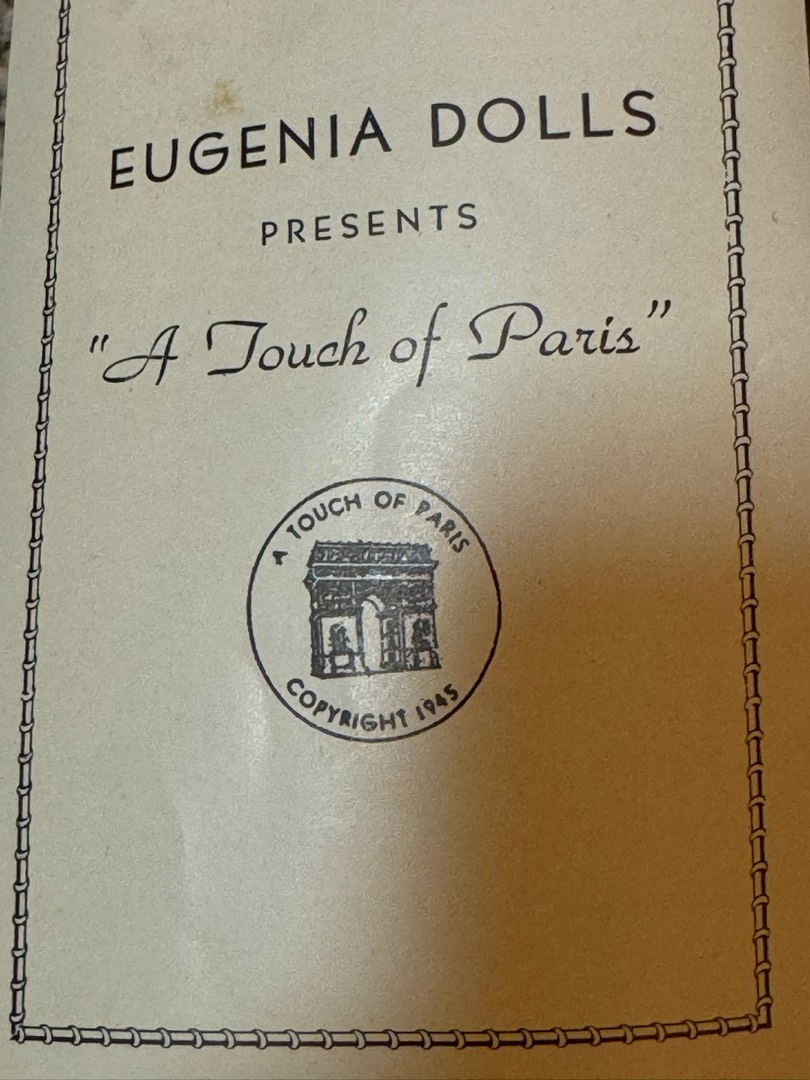 EUGENIA DOLLS
PRESENTS
"A Touch of Paris"
A TOUCH OF PARIS
COPYRIGHT 1945